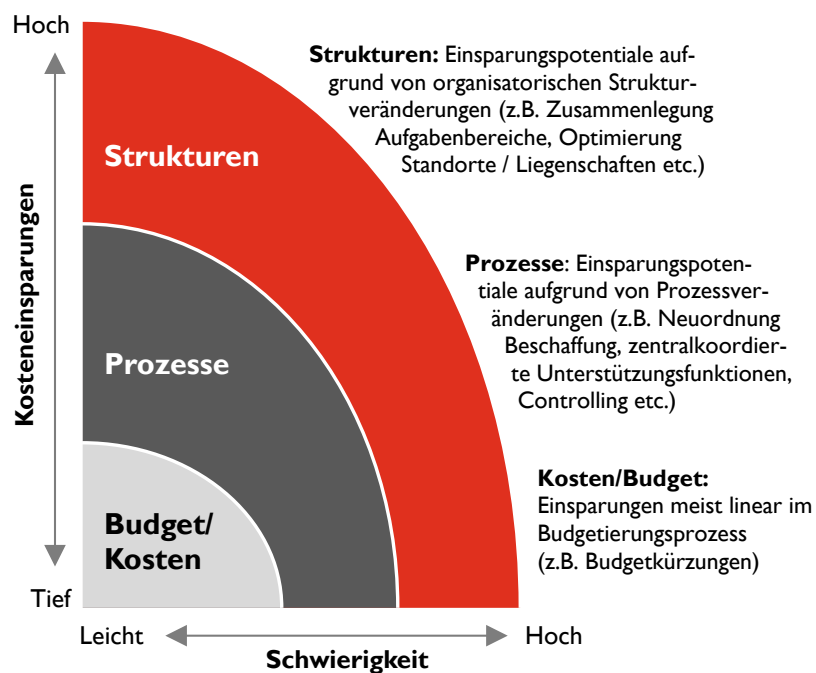 Hoch
Strukturen: Einsparungspotentiale auf-
grund von organisatorischen Struktur-
veränderungen (z.B. Zusammenlegung
Aufgabenbereiche, Optimierung
Standorte / Liegenschaften etc.)
Strukturen
Kosteneinsparungen
Prozesse: Einsparungspoten-
tiale aufgrund von Prozessver-
änderungen (z.B. Neuordnung
Beschaffung, zentralkoordier-
te Unterstützungsfunktionen,
Controlling etc.)
Prozesse
Kosten/Budget:
Einsparungen meist linear im
Budgetierungsprozess
(z.B. Budgetkürzungen)
Budget/
Kosten
Tief
Leicht
Hoch
Schwierigkeit